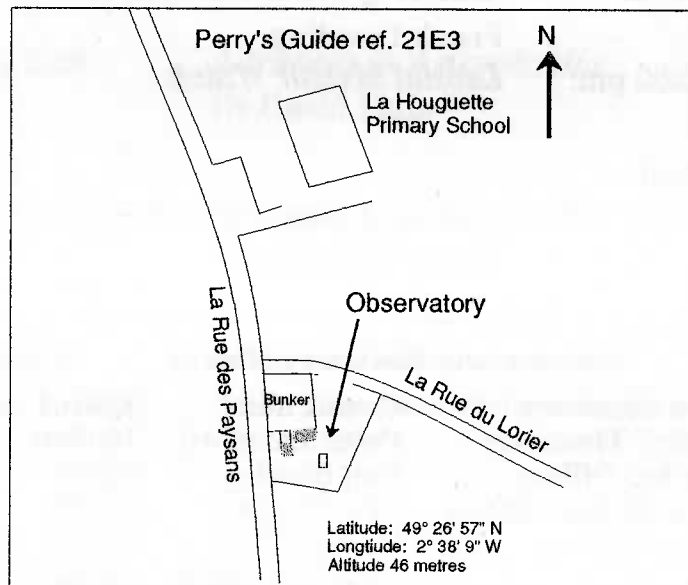 Perry's Guide ref. 21E3
N
La Houguette
Primary School
La Rue des Paysans
Observatory
Bunker
La Rue du Lorier
Latitude: 49° 26' 57" N
Longtiude: 2° 38' 9" W
Altitude 46 metres